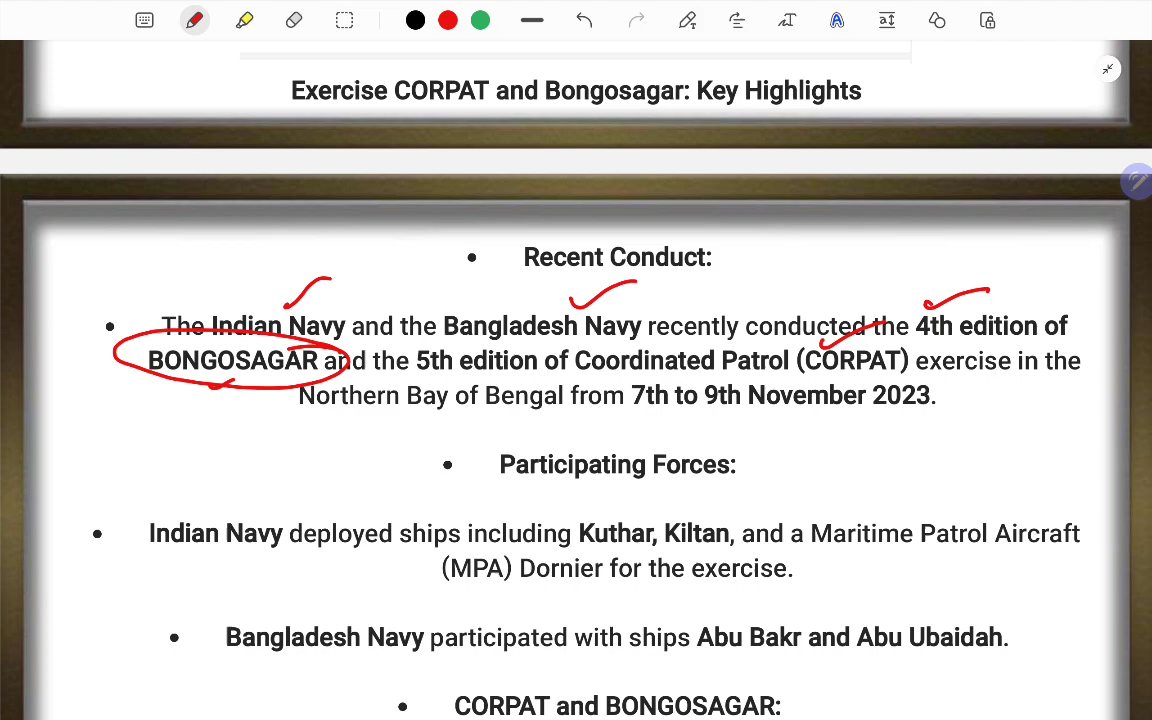 Exercise CORPAT and Bongosagar: Key Highlights
• Recent Conduct:
• The Indian Navy and the Bangladesh Navy recently conducted the 4th edition of
BONGOSAGAR and the 5th edition of Coordinated Patrol (CORPAT) exercise in the
Northern Bay of Bengal from 7th to 9th November 2023.
• Participating Forces:
• Indian Navy deployed ships including Kuthar, Kiltan, and a Maritime Patrol Aircraft
(MPA) Dornier for the exercise.
• Bangladesh Navy participated with ships Abu Bakr and Abu Ubaidah.
• CORPAT and BONGOSAGAR: